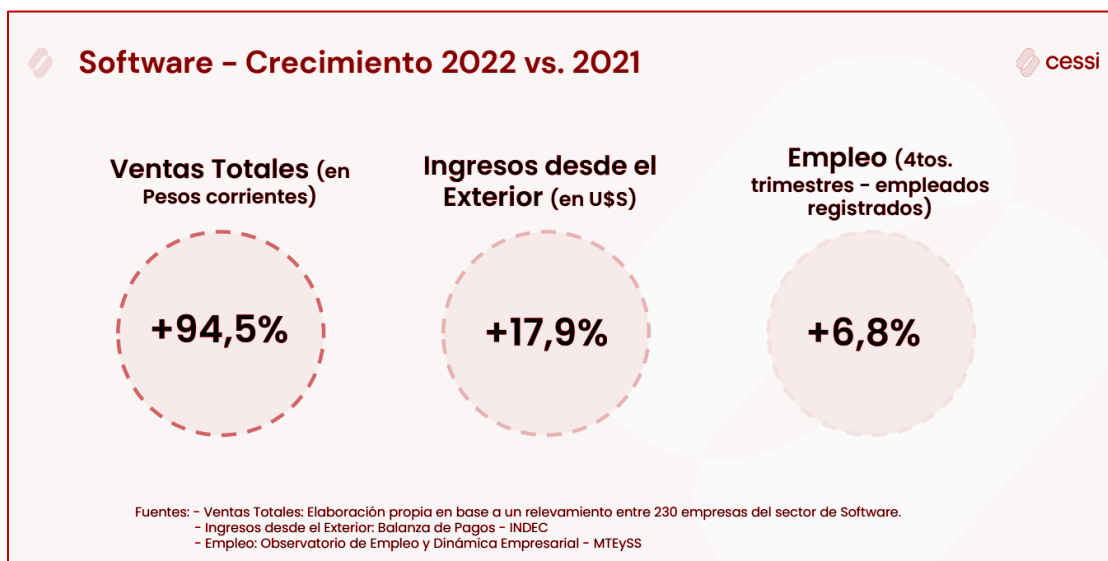 Software - Crecimiento 2022 vs. 2021
cessi
Ventas Totales (en
Pesos corrientes)
Ingresos desde el
Exterior (en U$S)
Empleo (4tos.
trimestres - empleados
registrados)
+94,5%
+17,9%
+6,8%
Fuentes: - Ventas Totales: Elaboración propia en base a un relevamiento entre 230 empresas del sector de Software.
- Ingresos desde el Exterior: Balanza de Pagos - INDEC
- Empleo: Observatorio de Empleo y Dinámica Empresarial - MTEySS